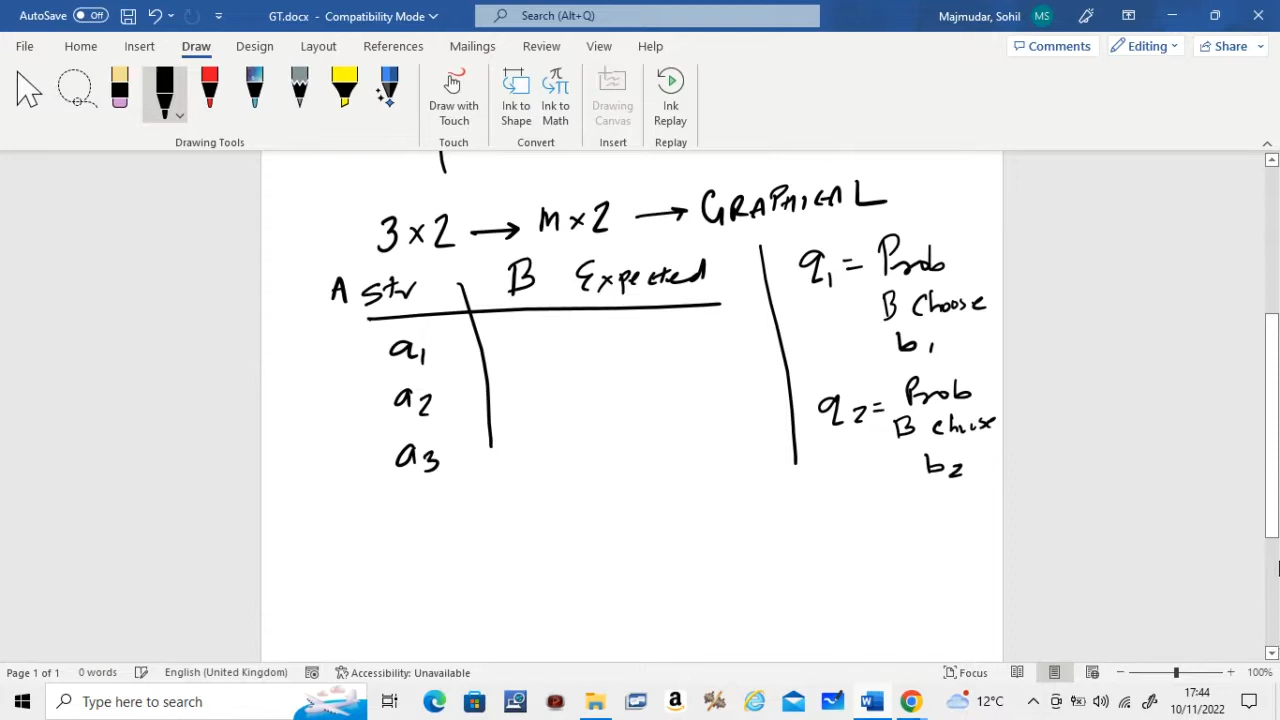 AutoSave Off GT.docx - Compatibility Mode Search (Alt+Q) Majmudar, Sohil MS
File Home Insert Draw Design Layout References Mailings Review View Help Comments Editing Share
Draw with Touch Ink to Shape Ink to Math Drawing Canvas Ink Replay
Drawing Tools Touch Convert Insert Replay
3 × 2 → m × 2 → GRAPHICAL
A Str B Expected
a1
a2
a3
q1 = Prob
B Choose
b1
q2 = Prob
B choose
b2
Page 1 of 1 0 words English (United Kingdom) Accessibility: Unavailable Focus 100%
Type here to search 12°C 17:44
10/11/2022